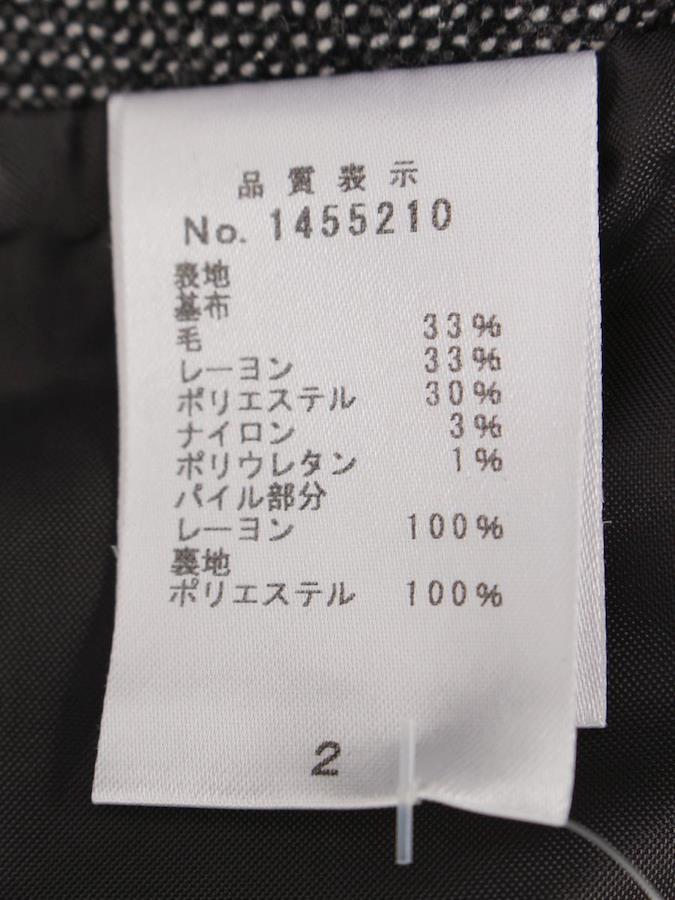 品質表示
No. 1455210
表地
基布
毛 33%
レーヨン 33%
ポリエステル 30%
ナイロン 3%
ポリウレタン 1%
パイル部分
レーヨン 100%
裏地
ポリエステル 100%
2